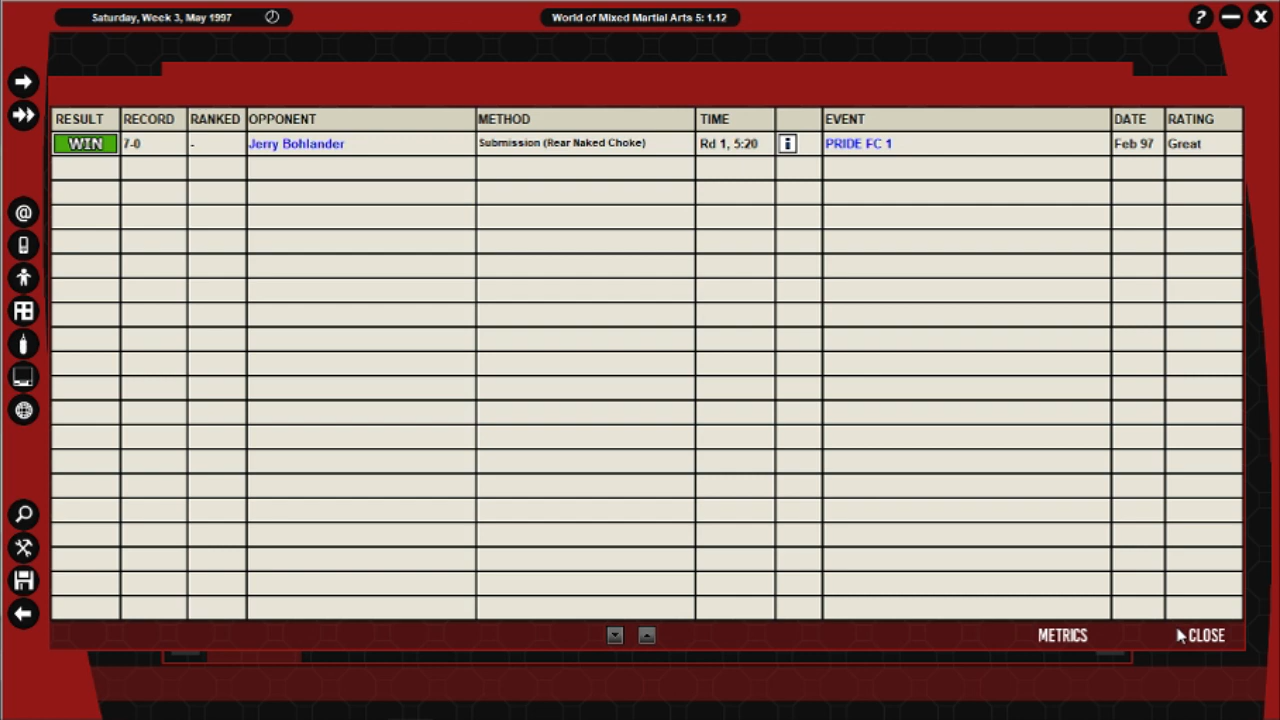 Saturday, Week 3, May 1997
World of Mixed Martial Arts 5: 1.12
?
X
RESULT RECORD RANKED OPPONENT METHOD TIME EVENT DATE RATING
WIN 7-0 - Jerry Bohlander Submission (Rear Naked Choke) Rd 1, 5:20 i PRIDE FC 1 Feb 97 Great
@
METRICS CLOSE